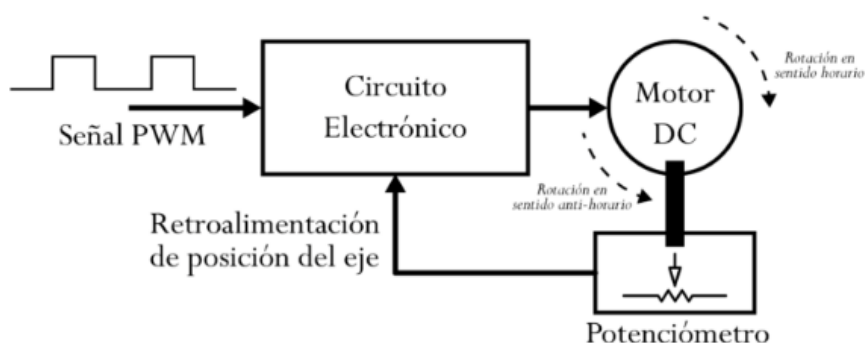 Señal PWM
Circuito
Electrónico
Motor
DC
Rotación en
sentido horario
Rotación en
sentido anti-horario
Retroalimentación
de posición del eje
Potenciómetro